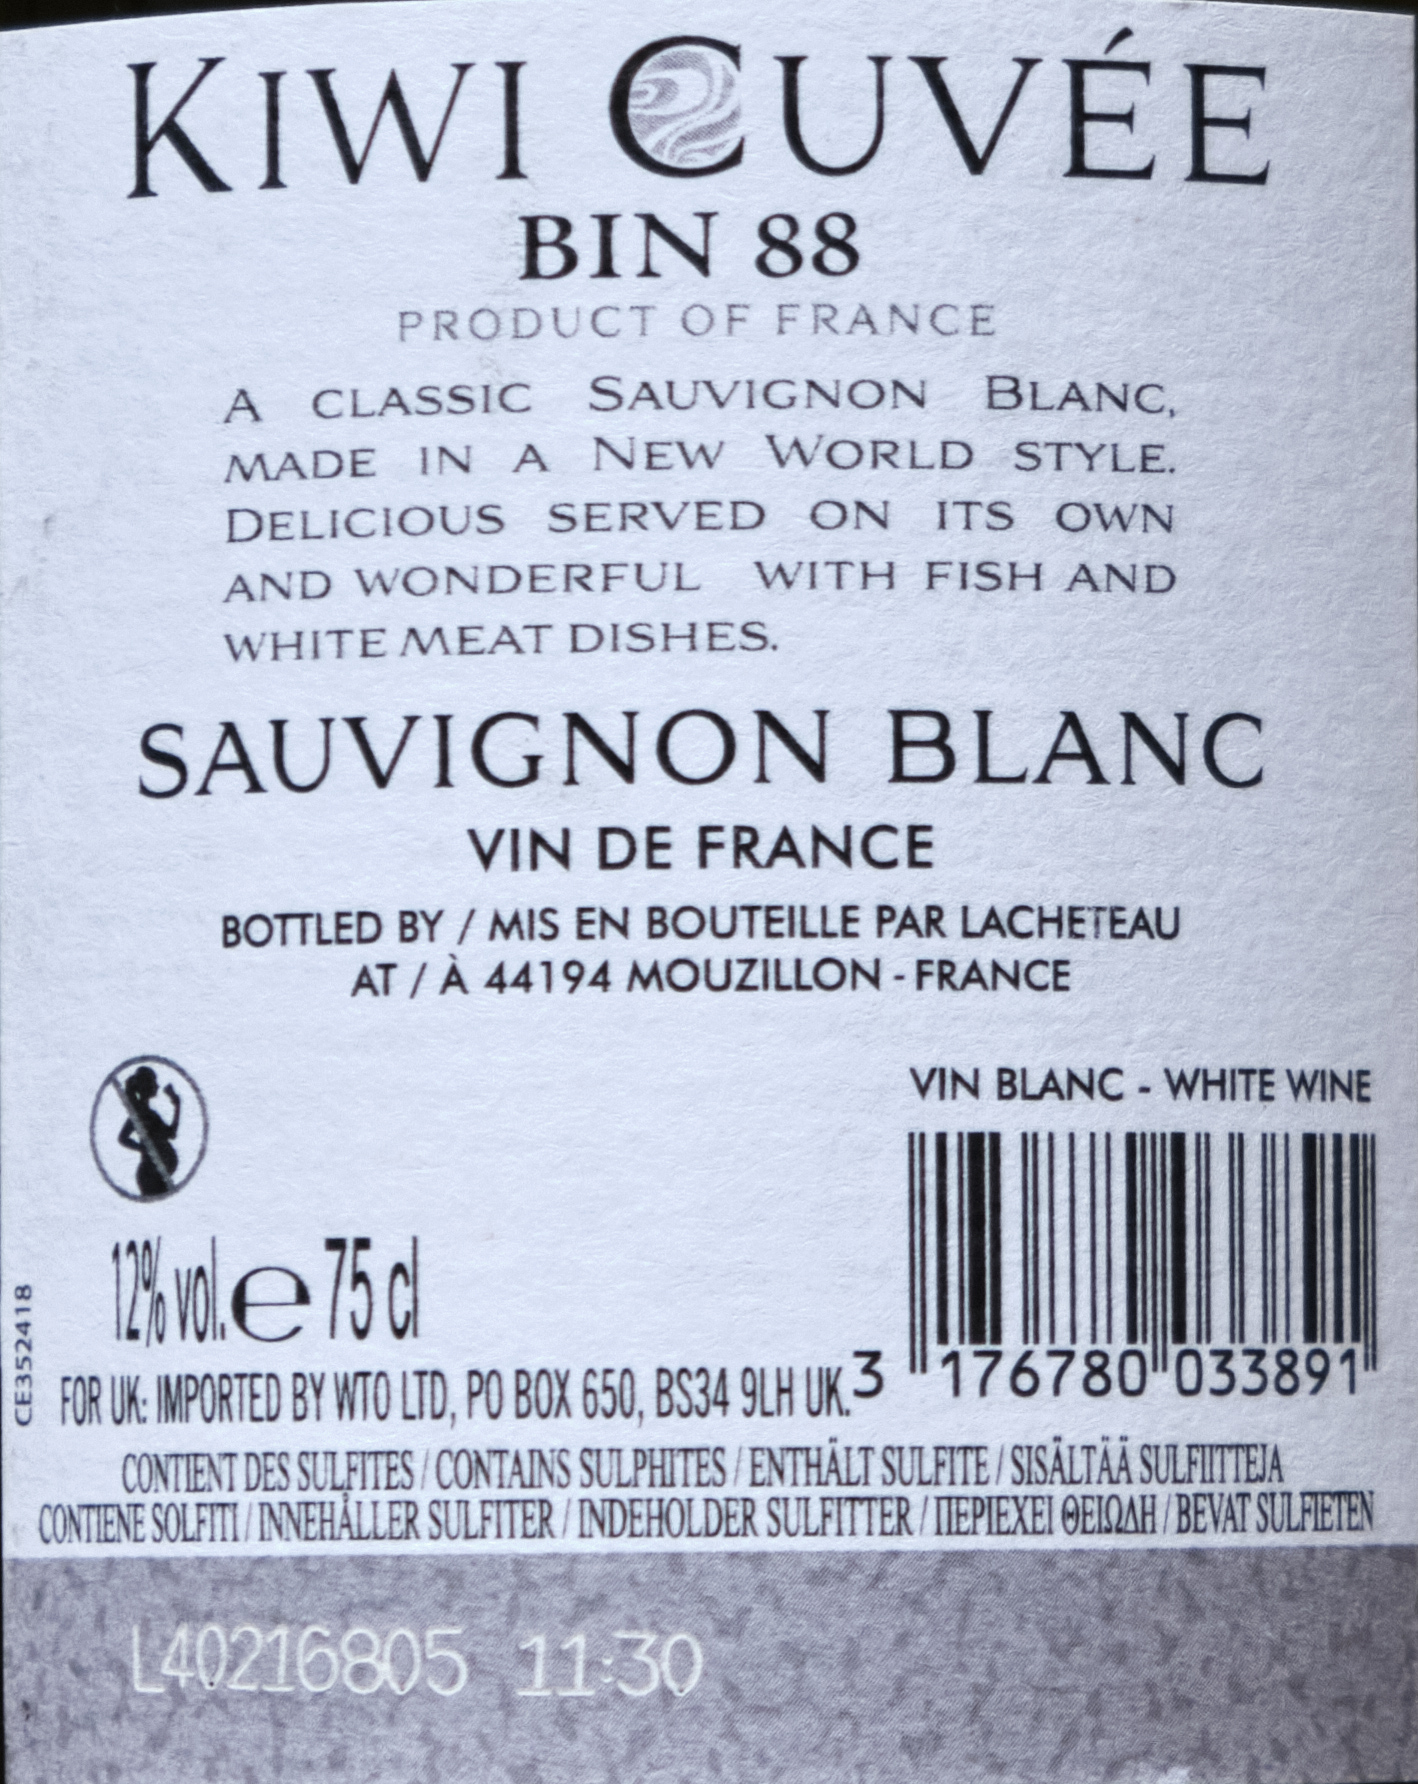 KIWI CUVÉE
BIN 88
PRODUCT OF FRANCE
A CLASSIC SAUVIGNON BLANC,
MADE IN A NEW WORLD STYLE.
DELICIOUS SERVED ON ITS OWN
AND WONDERFUL WITH FISH AND
WHITE MEAT DISHES.
SAUVIGNON BLANC
VIN DE FRANCE
BOTTLED BY / MIS EN BOUTEILLE PAR LACHETEAU
AT / À 44194 MOUZILLON - FRANCE
VIN BLANC - WHITE WINE
12% vol. e 75 cl
CE352418
3 176780 033891
FOR UK: IMPORTED BY WTO LTD, PO BOX 650, BS34 9LH UK.
CONTIENT DES SULFITES / CONTAINS SULPHITES / ENTHÄLT SULFITE / SISÄLTÄÄ SULFIITTEJA
CONTIENE SOLFITI / INNEHÅLLER SULFITER / INDEHOLDER SULFITTER / ΠΕΡΙΕΧΕΙ ΘΕΙΩΔΗ / BEVAT SULFIETEN
L40216805 11:30